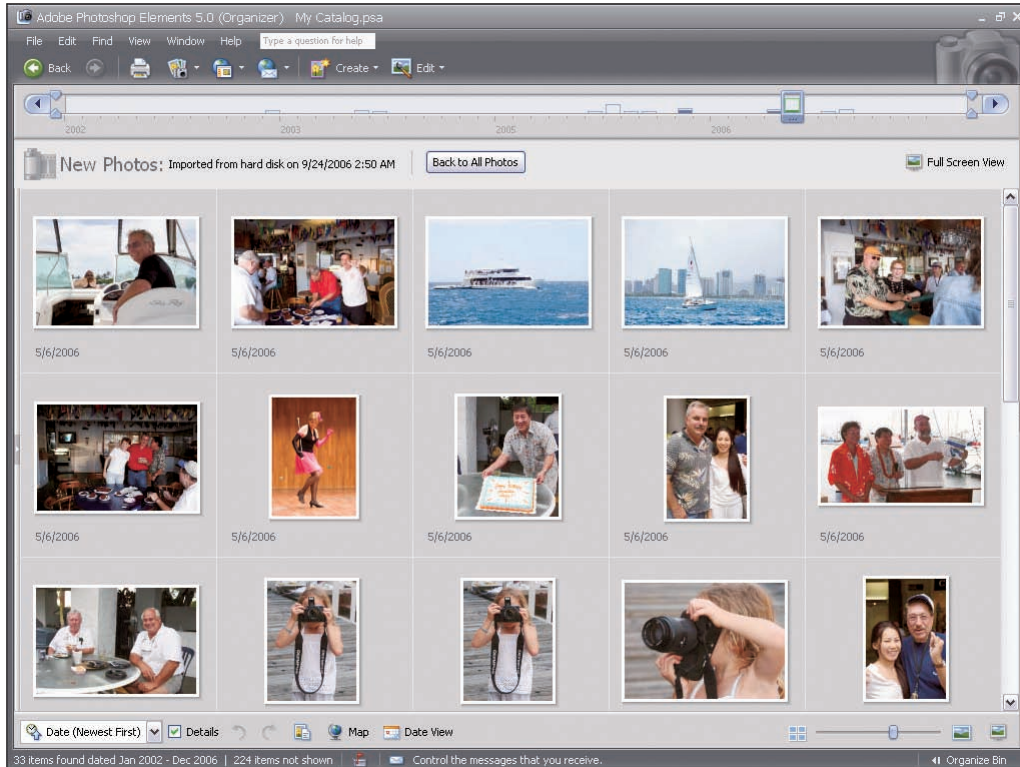 Adobe Photoshop Elements 5.0 (Organizer) My Catalog.psa
File Edit Find View Window Help Type a question for help
Back Create Edit
2002 2003 2005 2006
New Photos: Imported from hard disk on 9/24/2006 2:50 AM Back to All Photos Full Screen View
5/6/2006 5/6/2006 5/6/2006 5/6/2006 5/6/2006
5/6/2006 5/6/2006 5/6/2006 5/6/2006 5/6/2006
Date (Newest First) Details Map Date View
33 items found dated Jan 2002 - Dec 2006 | 224 items not shown Control the messages that you receive. Organize Bin